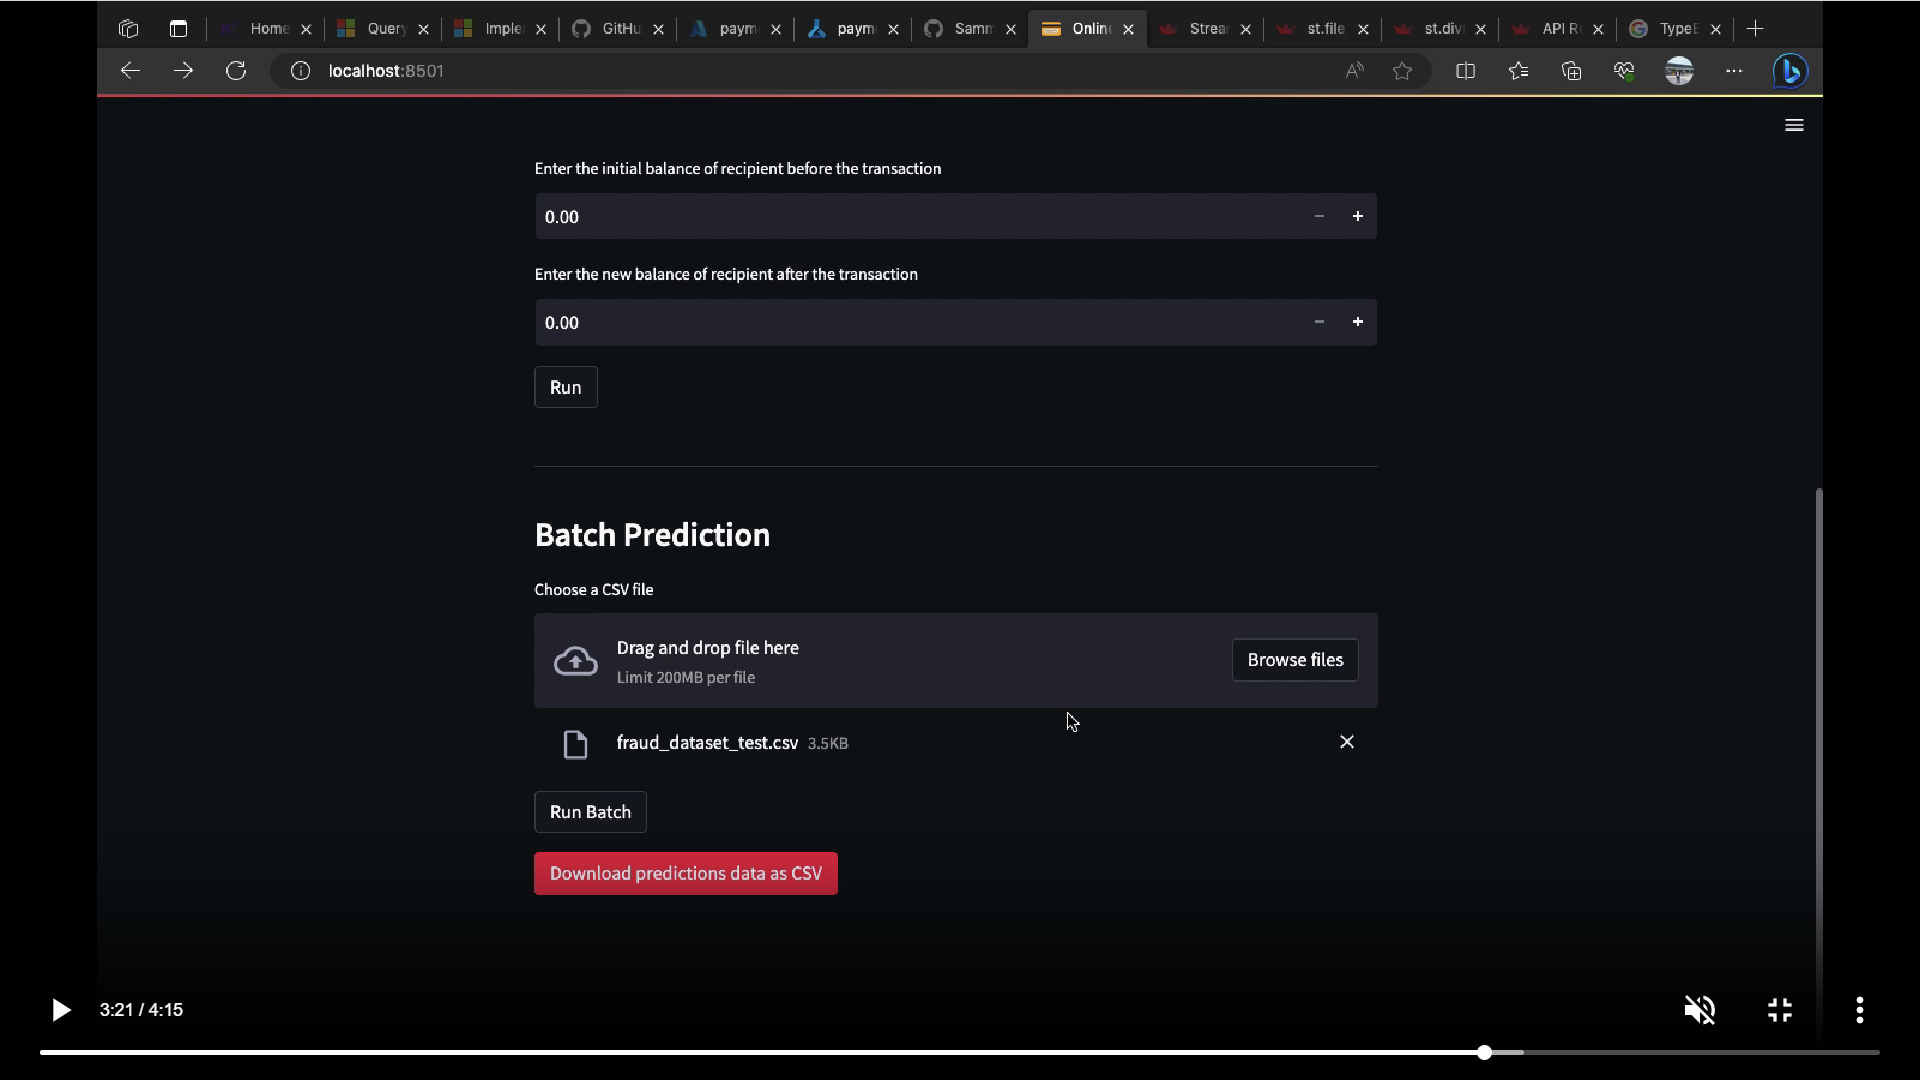 Home
Query
Imple
GitHu
paym
paym
Samm
Onlin
Strea
st.file
st.divi
API R
TypeE
localhost:8501
Enter the initial balance of recipient before the transaction
0.00
Enter the new balance of recipient after the transaction
0.00
Run
Batch Prediction
Choose a CSV file
Drag and drop file here
Limit 200MB per file
Browse files
fraud_dataset_test.csv 3.5KB
Run Batch
Download predictions data as CSV
3:21 / 4:15